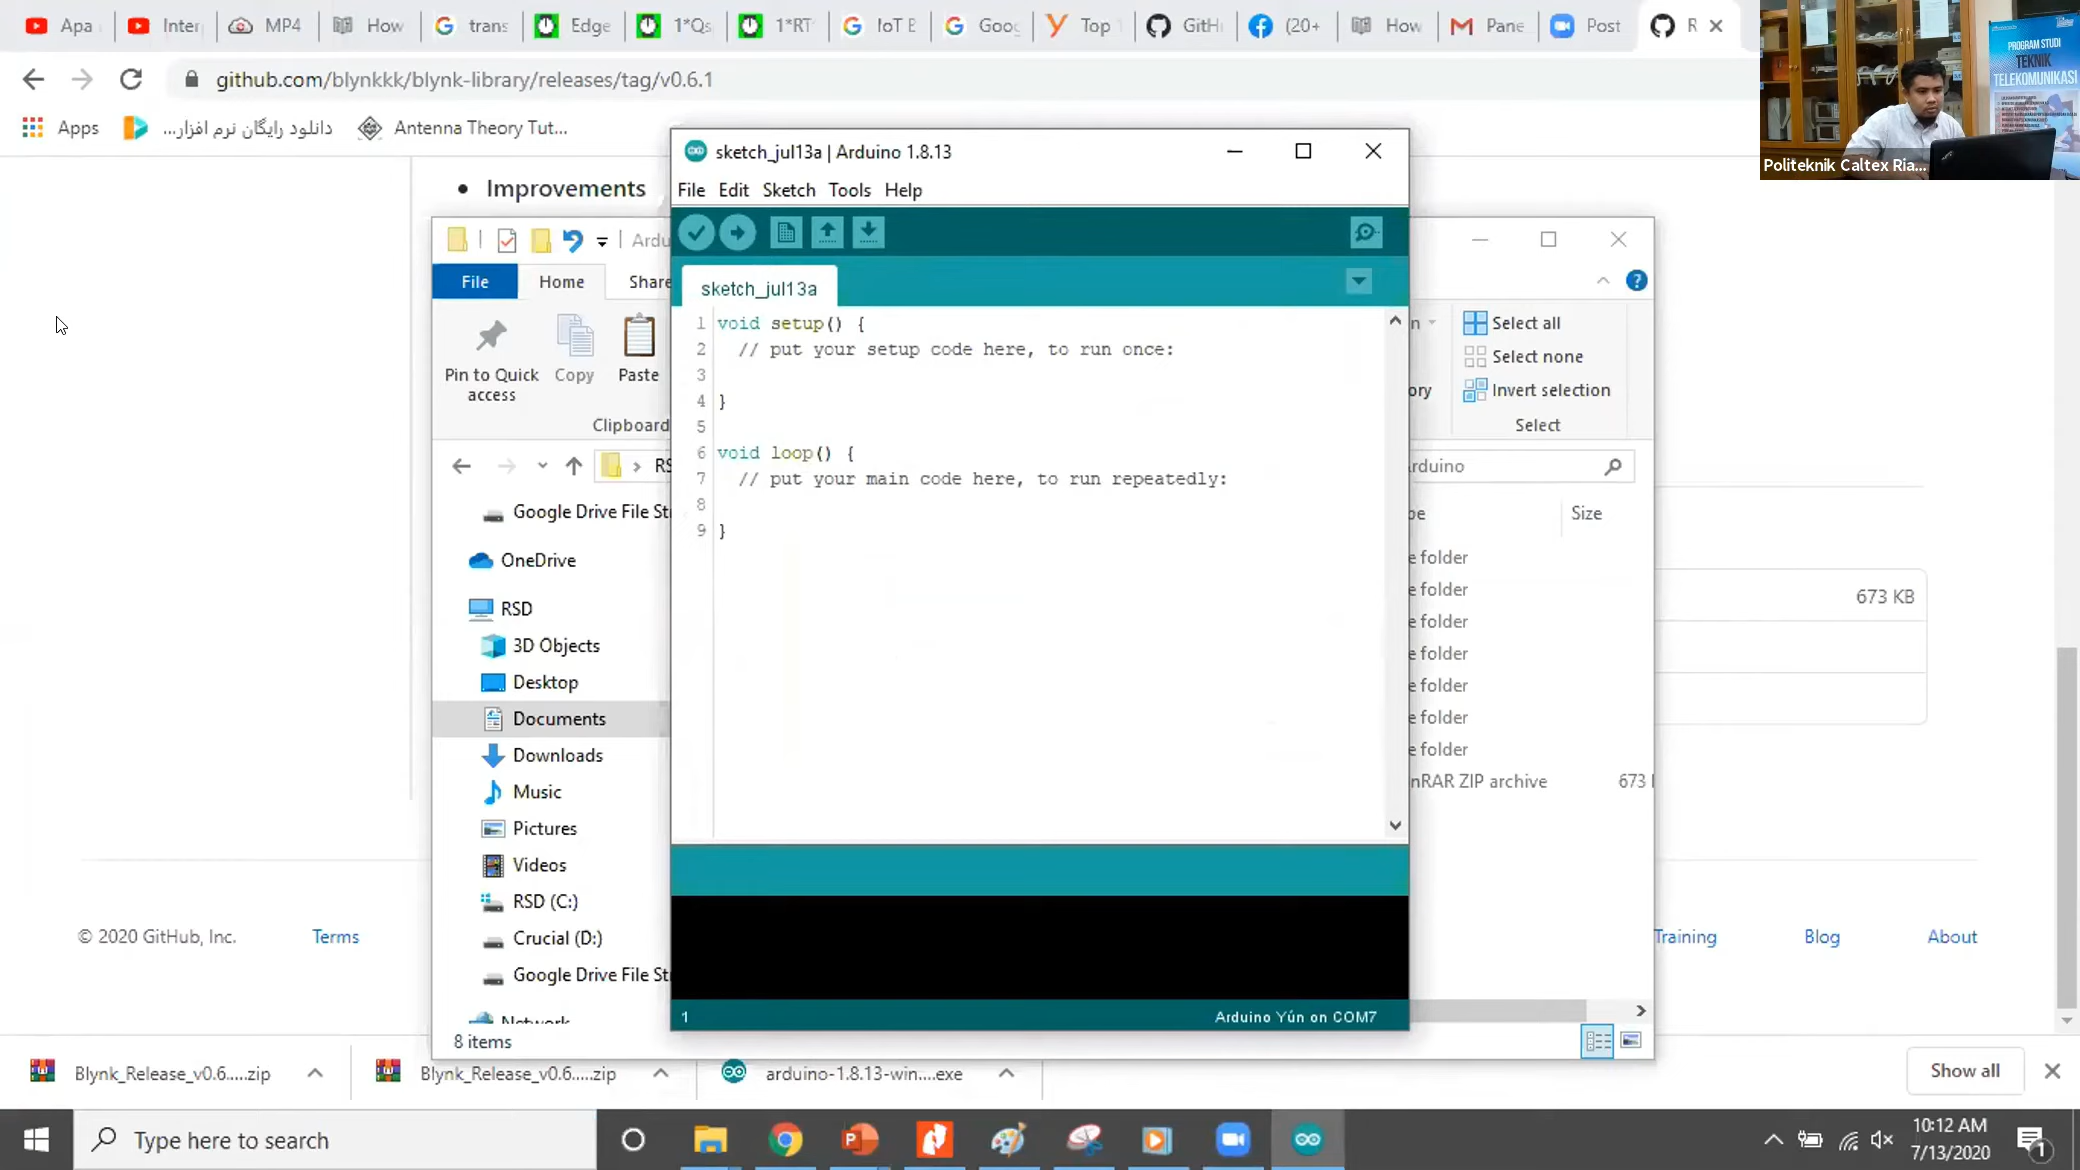 Apa
Inter
MP4
How
trans
Edge
1*Qs
1*RT
IoT B
Goog
Top
GitH
(20+
How
Pane
Post
R
github.com/blynkkk/blynk-library/releases/tag/v0.6.1
Apps
دانلود رایگان نرم افزار...
Antenna Theory Tut...
PROGRAM STUDI
TEKNIK
TELEKOMUNIKASI
Politeknik Caltex Ria...
Improvements
sketch_jul13a | Arduino 1.8.13
File Edit Sketch Tools Help
sketch_jul13a
1 void setup() {
2 // put your setup code here, to run once:
3
4 }
5
6 void loop() {
7 // put your main code here, to run repeatedly:
8
9 }
1
Arduino Yún on COM7
Ardu
File
Home
Share
Pin to Quick
access
Copy
Paste
Clipboard
Select all
Select none
Invert selection
Select
ory
RS
rduino
Google Drive File St
OneDrive
RSD
3D Objects
Desktop
Documents
Downloads
Music
Pictures
Videos
RSD (C:)
Crucial (D:)
Google Drive File St
Network
8 items
pe
Size
e folder
e folder
e folder
e folder
e folder
e folder
e folder
nRAR ZIP archive
673
673 KB
© 2020 GitHub, Inc.
Terms
Training
Blog
About
Blynk_Release_v0.6.....zip
Blynk_Release_v0.6.....zip
arduino-1.8.13-win....exe
Show all
Type here to search
10:12 AM
7/13/2020
1